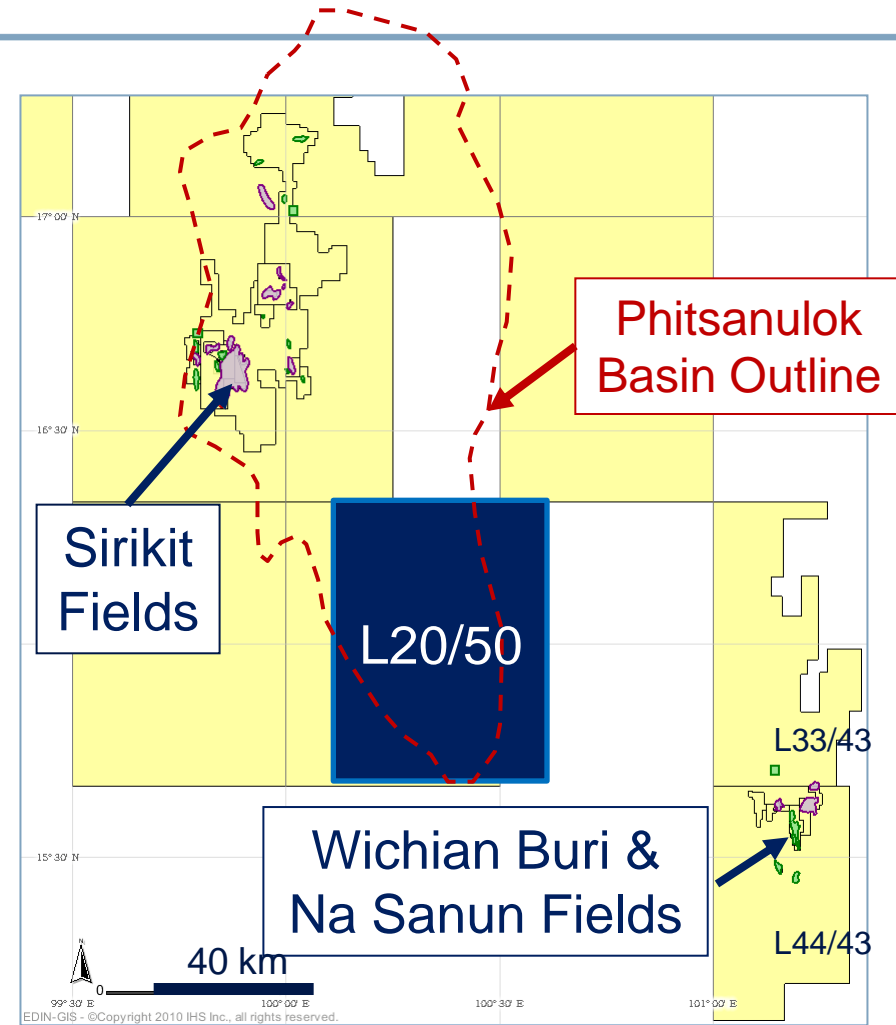 17° 00' N
Phitsanulok
Basin Outline
16° 30' N
Sirikit
Fields
L20/50
L33/43
Wichian Buri &
Na Sanun Fields
15° 30' N
L44/43
N
40 km
0
99° 30' E
100° 00' E
100° 30' E
101° 00' E
EDIN-GIS - ©Copyright 2010 IHS Inc., all rights reserved.